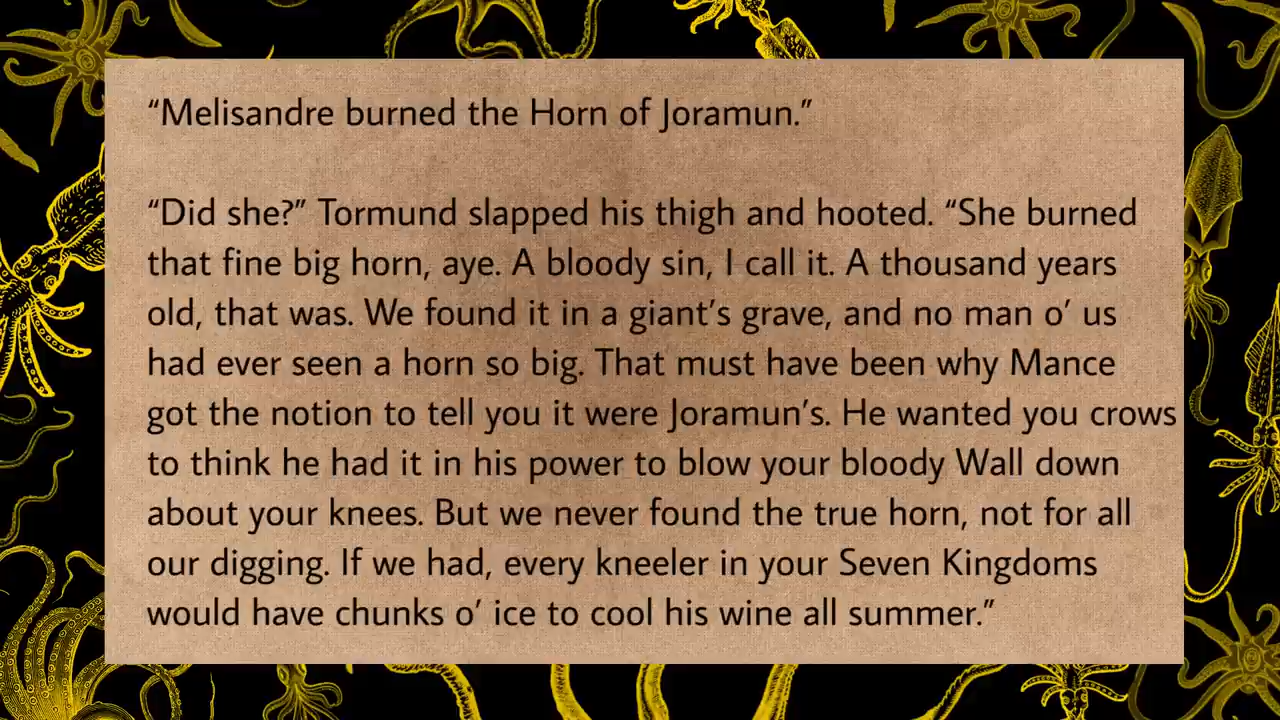 “Melisandre burned the Horn of Joramun.”
“Did she?” Tormund slapped his thigh and hooted. “She burned
that fine big horn, aye. A bloody sin, I call it. A thousand years
old, that was. We found it in a giant’s grave, and no man o’ us
had ever seen a horn so big. That must have been why Mance
got the notion to tell you it were Joramun’s. He wanted you crows
to think he had it in his power to blow your bloody Wall down
about your knees. But we never found the true horn, not for all
our digging. If we had, every kneeler in your Seven Kingdoms
would have chunks o’ ice to cool his wine all summer.”